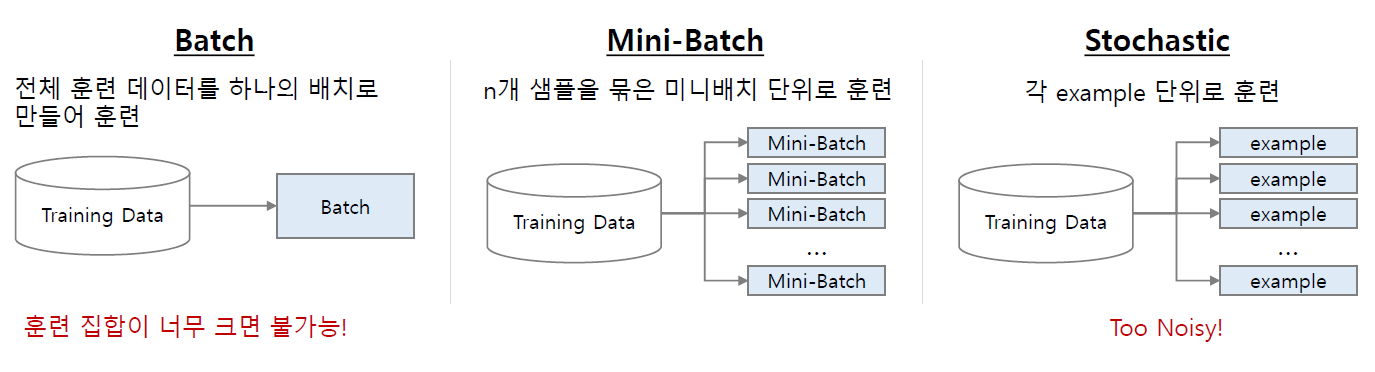 Batch
전체 훈련 데이터를 하나의 배치로
만들어 훈련
Training Data
Batch
훈련 집합이 너무 크면 불가능!
Mini-Batch
n개 샘플을 묶은 미니배치 단위로 훈련
Training Data
Mini-Batch
Mini-Batch
Mini-Batch
...
Mini-Batch
Stochastic
각 example 단위로 훈련
Training Data
example
example
example
...
example
Too Noisy!